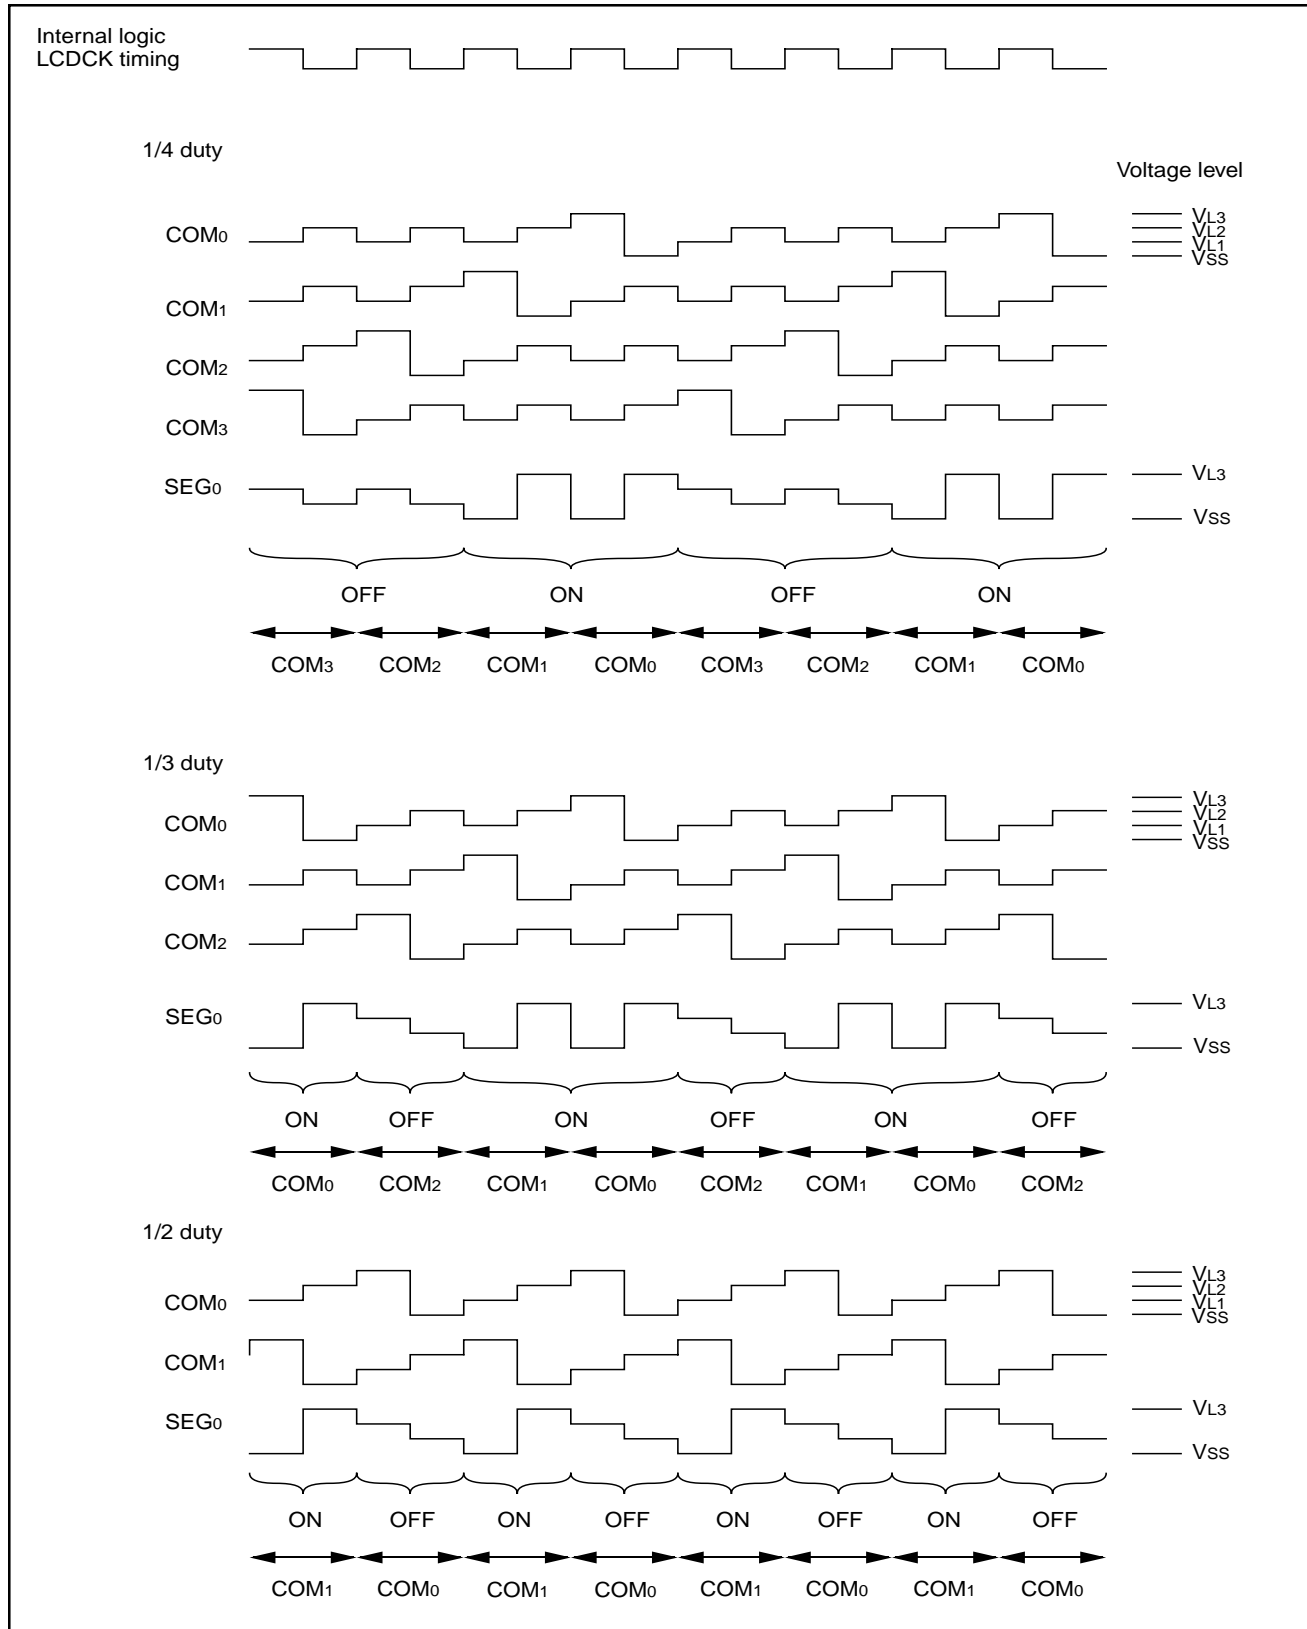 Internal logic
LCDCK timing
1/4 duty
Voltage level
COM0
VL3
VL2
VL1
VSS
COM1
COM2
COM3
SEG0
VL3
VSS
OFF ON OFF ON
COM3 COM2 COM1 COM0 COM3 COM2 COM1 COM0
1/3 duty
COM0
VL3
VL2
VL1
VSS
COM1
COM2
SEG0
VL3
VSS
ON OFF ON OFF ON OFF
COM0 COM2 COM1 COM0 COM2 COM1 COM0 COM2
1/2 duty
COM0
VL3
VL2
VL1
VSS
COM1
SEG0
VL3
VSS
ON OFF ON OFF ON OFF ON OFF
COM1 COM0 COM1 COM0 COM1 COM0 COM1 COM0